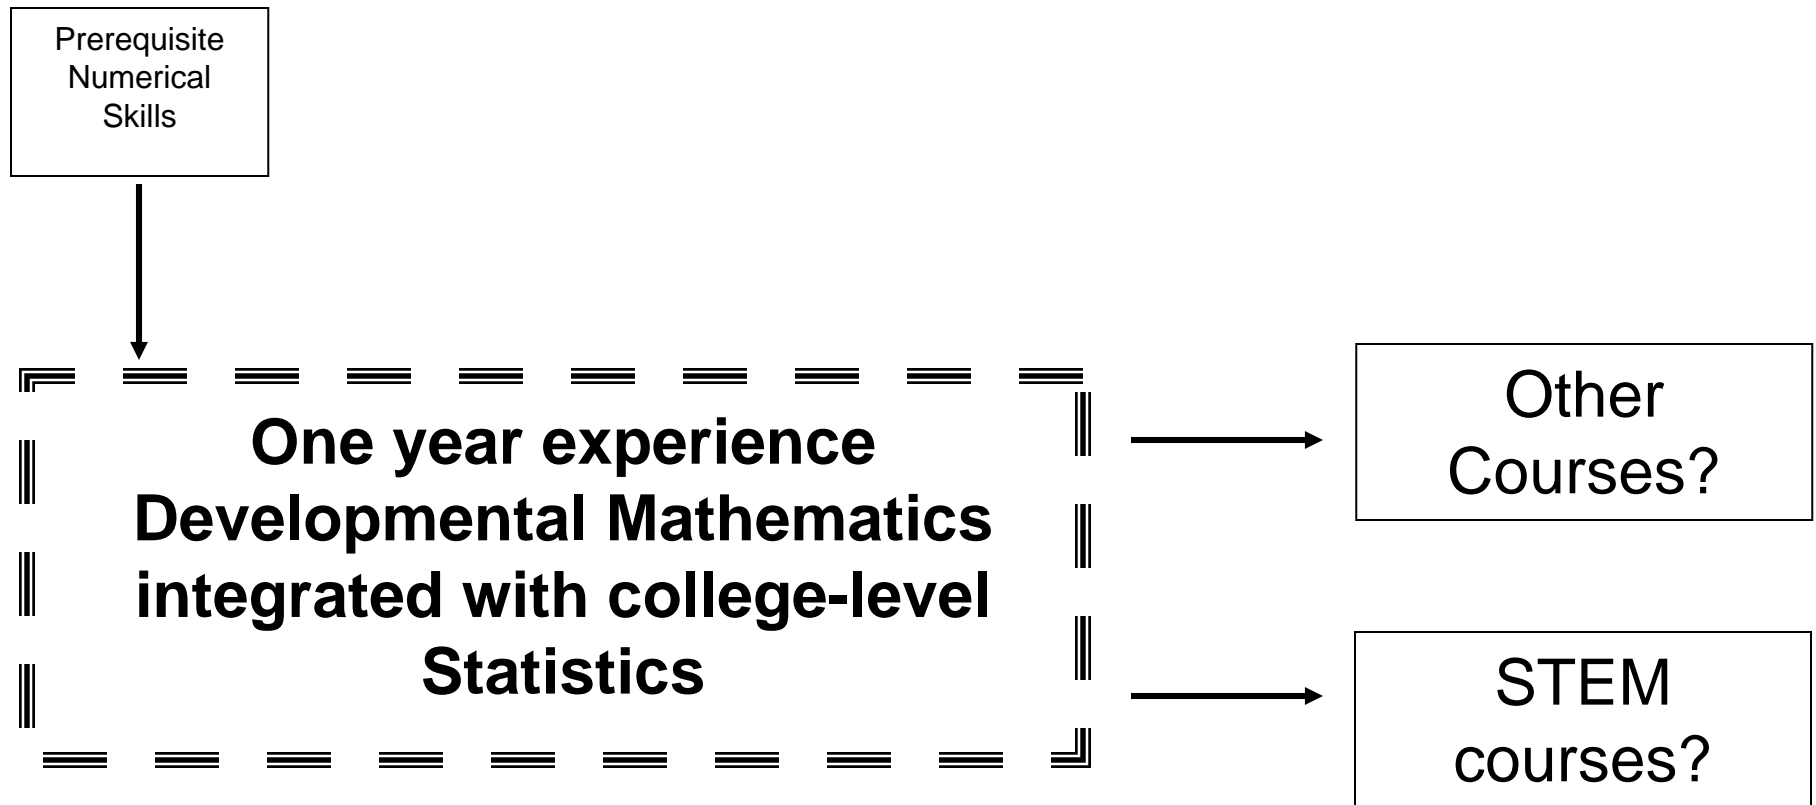 Prerequisite
Numerical
Skills
One year experience
Developmental Mathematics
integrated with college-level
Statistics
Other
Courses?
STEM
courses?